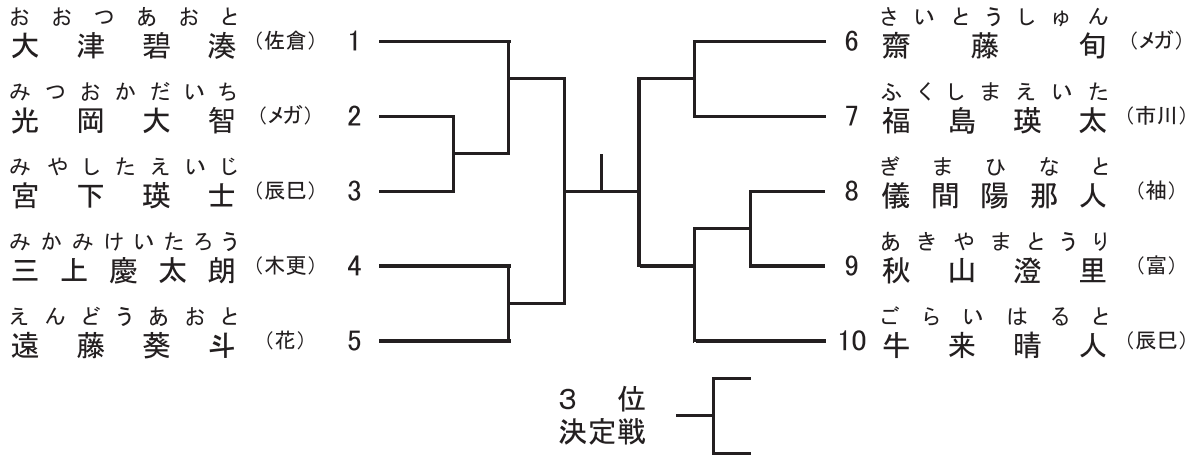 おおつあおと
大津碧湊 （佐倉） 1
みつおかだいち
光岡大智 （メガ） 2
みやしたえいじ
宮下瑛士 （辰巳） 3
みかみけいたろう
三上慶太朗 （木更） 4
えんどうあおと
遠藤葵斗 （花） 5
さいとうしゅん
6 齋藤旬 （メガ）
ふくしまえいた
7 福島瑛太 （市川）
ぎまひなと
8 儀間陽那人 （袖）
あきやまとうり
9 秋山澄里 （富）
ごらいはると
10 牛来晴人 （辰巳）
3位
決定戦